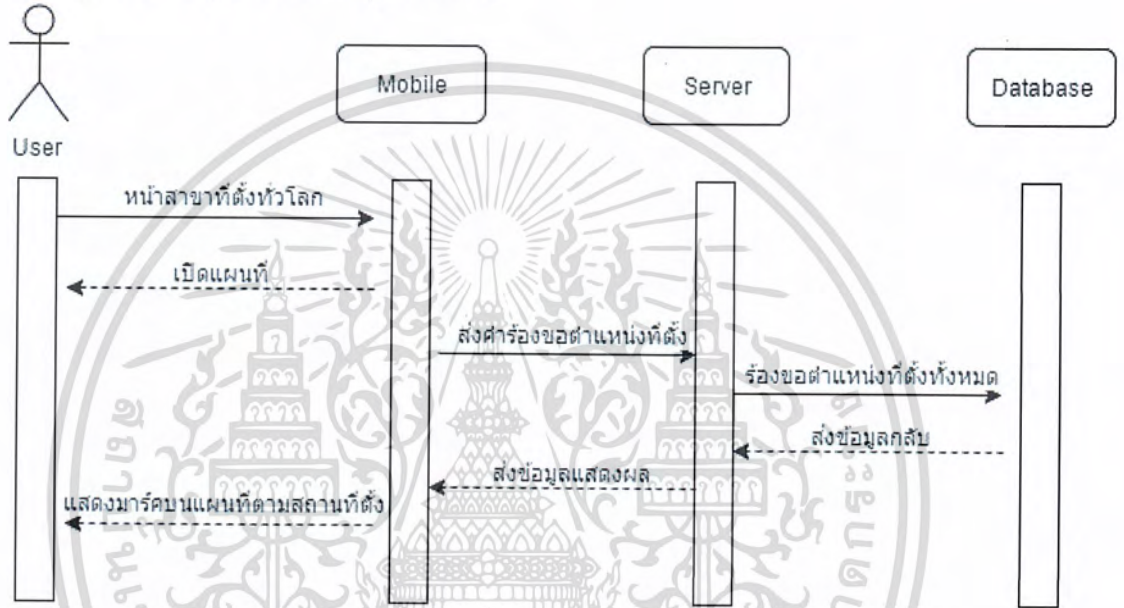 Mobile
Server
Database
User
หน้าสาขาที่ตั้งทั่วโลก
เปิดแผนที่
ส่งคำร้องขอตำแหน่งที่ตั้ง
ร้องขอตำแหน่งที่ตั้งทั้งหมด
ส่งข้อมูลกลับ
ส่งข้อมูลแสดงผล
แสดงมาร์คบนแผนที่ตามสถานที่ตั้ง